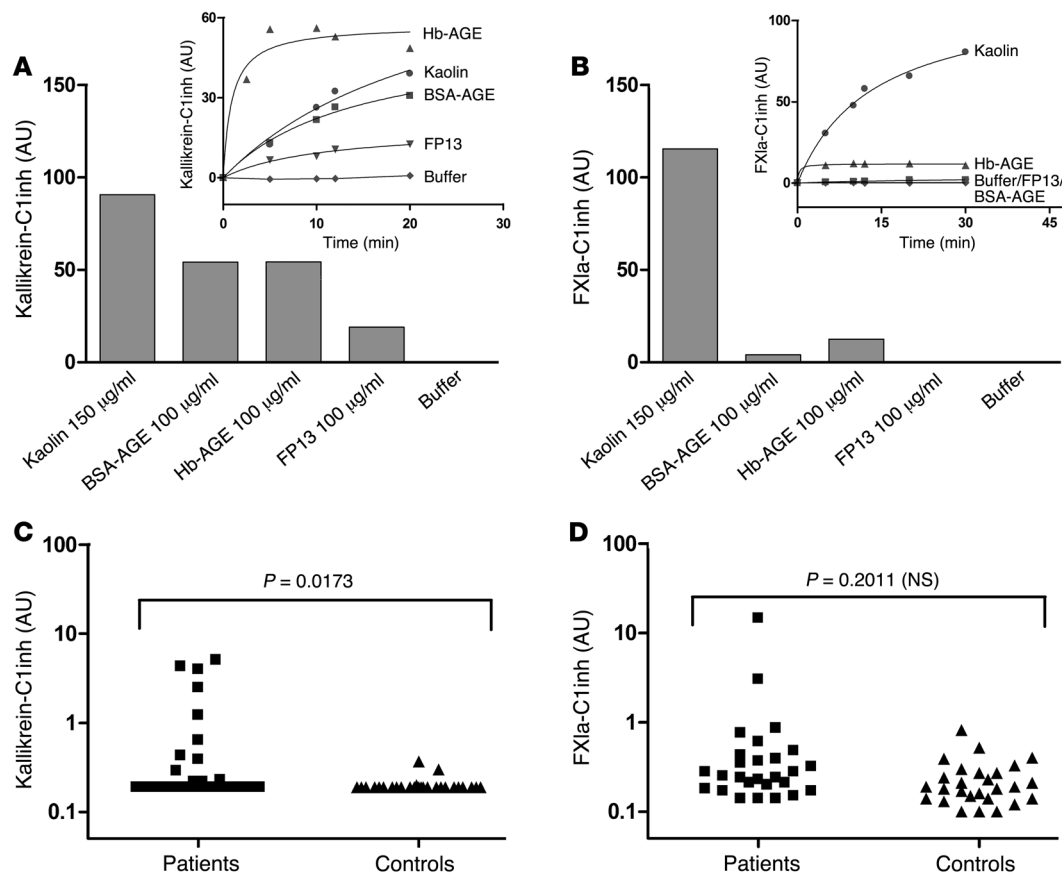 A
Kallikrein-C1inh (AU)
150
100
50
0
Kallikrein-C1inh (AU)
60
30
0
0
10
20
30
Time (min)
Hb-AGE
Kaolin
BSA-AGE
FP13
Buffer
Kaolin 150 µg/ml
BSA-AGE 100 µg/ml
Hb-AGE 100 µg/ml
FP13 100 µg/ml
Buffer
B
FXIa-C1inh (AU)
150
100
50
0
FXIa-C1inh (AU)
100
50
0
0
15
30
45
Time (min)
Kaolin
Hb-AGE
Buffer/FP13/
BSA-AGE
Kaolin 150 µg/ml
BSA-AGE 100 µg/ml
Hb-AGE 100 µg/ml
FP13 100 µg/ml
Buffer
C
Kallikrein-C1inh (AU)
100
10
1
0.1
P = 0.0173
Patients
Controls
D
FXIa-C1inh (AU)
100
10
1
0.1
P = 0.2011 (NS)
Patients
Controls